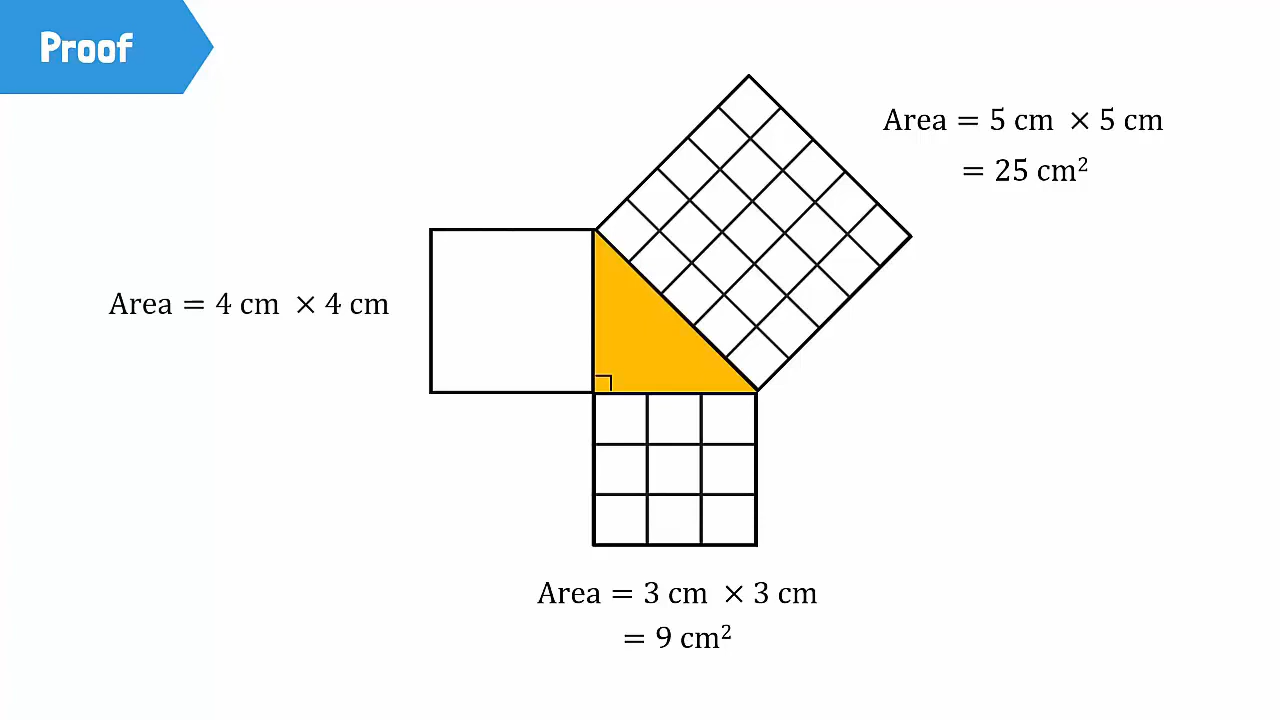 Proof
Area = 5 cm × 5 cm
= 25 cm²
Area = 4 cm × 4 cm
Area = 3 cm × 3 cm
= 9 cm²